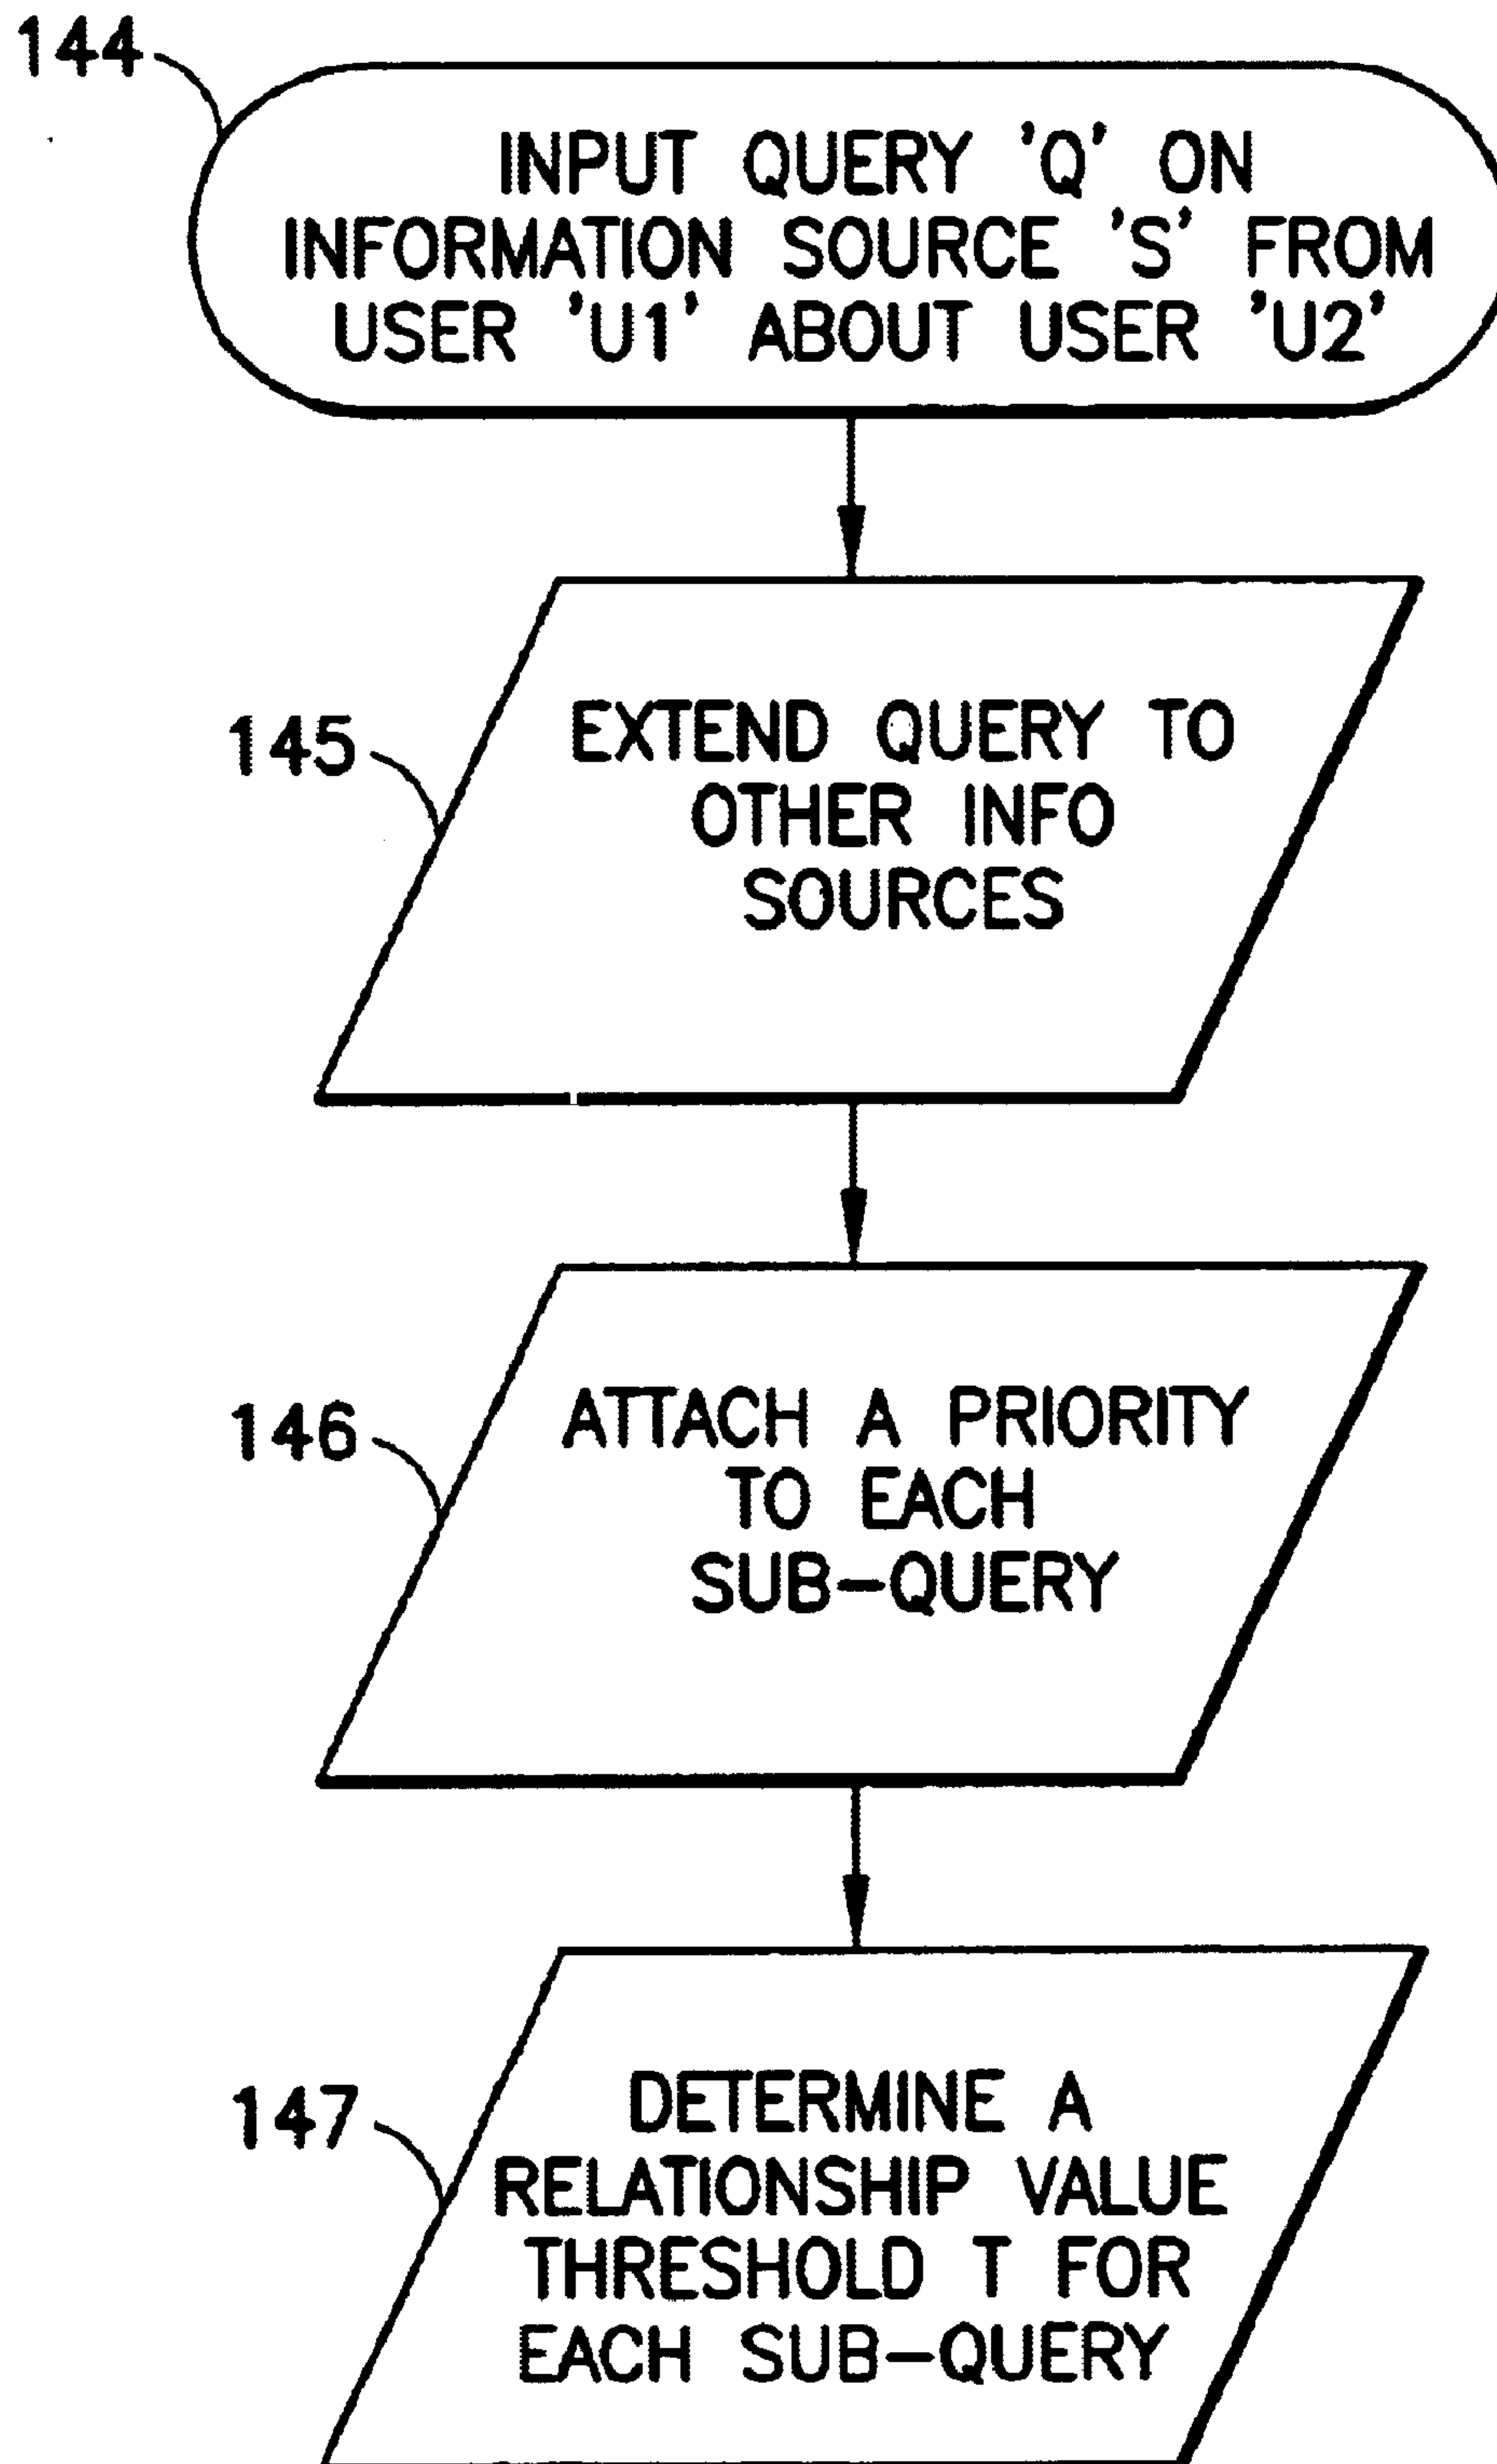 144
INPUT QUERY 'Q' ON
INFORMATION SOURCE 'S' FROM
USER 'U1' ABOUT USER 'U2'
145
EXTEND QUERY TO
OTHER INFO
SOURCES
146
ATTACH A PRIORITY
TO EACH
SUB-QUERY
147
DETERMINE A
RELATIONSHIP VALUE
THRESHOLD T FOR
EACH SUB-QUERY